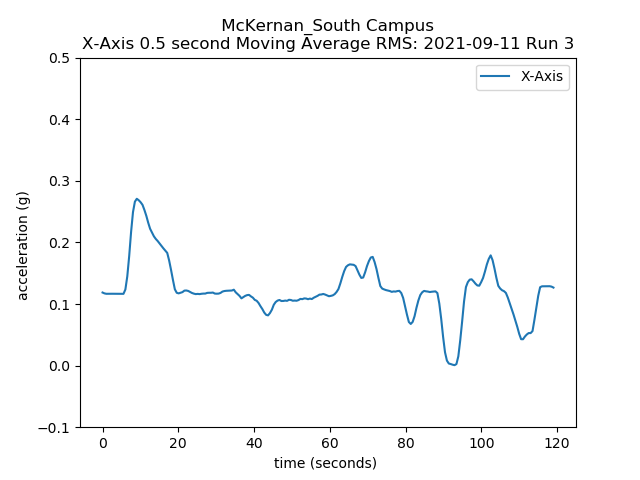 McKernan_South Campus
X-Axis 0.5 second Moving Average RMS: 2021-09-11 Run 3
X-Axis
0.5
0.4
0.3
0.2
0.1
0.0
−0.1
acceleration (g)
0 20 40 60 80 100 120
time (seconds)